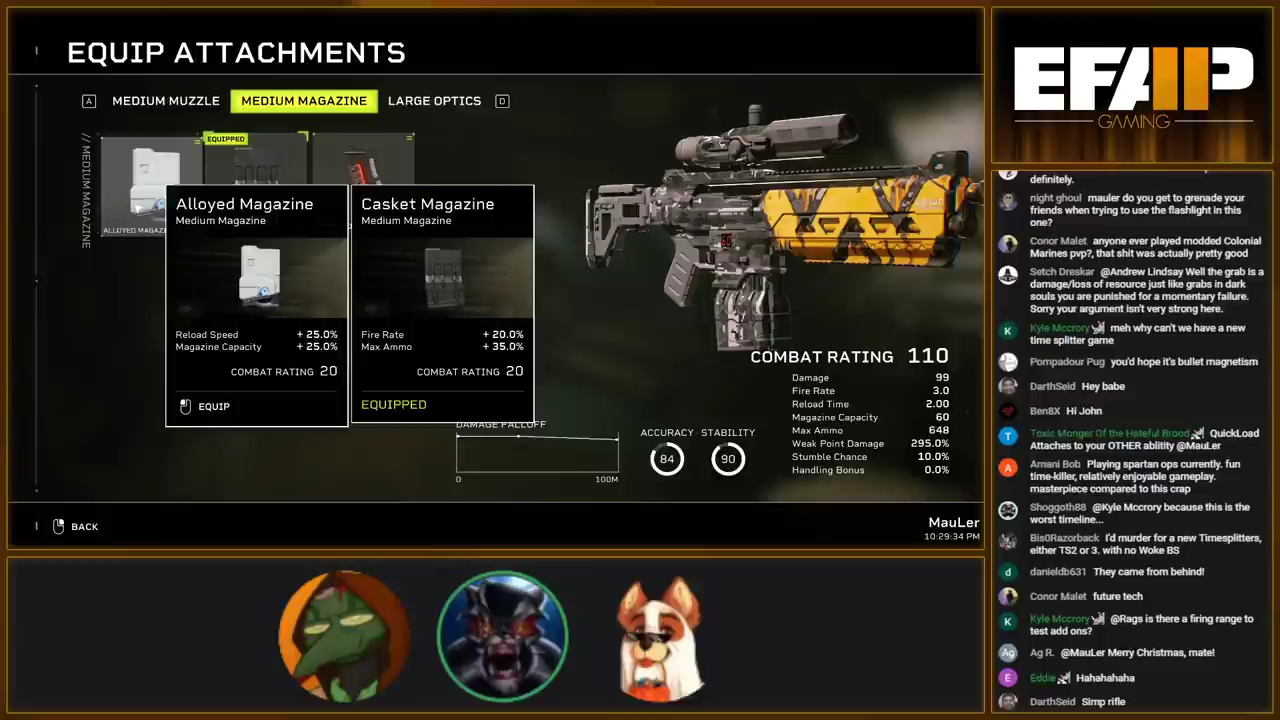 EQUIP ATTACHMENTS
A MEDIUM MUZZLE MEDIUM MAGAZINE LARGE OPTICS D
// MEDIUM MAGAZINE
EQUIPPED
Alloyed Magazine
Medium Magazine
Reload Speed + 25.0%
Magazine Capacity + 25.0%
COMBAT RATING 20
EQUIP
Casket Magazine
Medium Magazine
Fire Rate + 20.0%
Max Ammo + 35.0%
COMBAT RATING 20
EQUIPPED
DAMAGE FALLOFF
0 100M
ACCURACY STABILITY
84 90
COMBAT RATING 110
Damage 99
Fire Rate 3.0
Reload Time 2.00
Magazine Capacity 60
Max Ammo 648
Weak Point Damage 295.0%
Stumble Chance 10.0%
Handling Bonus 0.0%
BACK
MauLer
10:29:34 PM
EFAP
GAMING
definitely.
night ghoul mauler do you get to grenade your
friends when trying to use the flashlight in this
one?
Conor Malet anyone ever played modded Colonial
Marines pvp?, that shit was actually pretty good
Setch Dreskar @Andrew Lindsay Well the grab is a
damage/loss of resource just like grabs in dark
souls you are punished for a momentary failure.
Sorry your argument isn't very strong here.
K Kyle Mccrory meh why can't we have a new
time splitter game
Pompadour Pug you'd hope it's bullet magnetism
DarthSeid Hey babe
Ben8X Hi John
T Toxic Monger Of the Hateful Brood QuickLoad
Attaches to your OTHER ablitity @MauLer
A Amani Bob Playing spartan ops currently. fun
time-killer, relatively enjoyable gameplay.
masterpiece compared to this crap
Shoggoth88 @Kyle Mccrory because this is the
worst timeline...
Bis0Razorback I'd murder for a new Timesplitters,
either TS2 or 3. with no Woke BS
d danieldb631 They came from behind!
Conor Malet future tech
K Kyle Mccrory @Rags is there a firing range to
test add ons?
Ag Ag R. @MauLer Merry Christmas, mate!
E Eddie Hahahahaha
DarthSeid Simp rifle